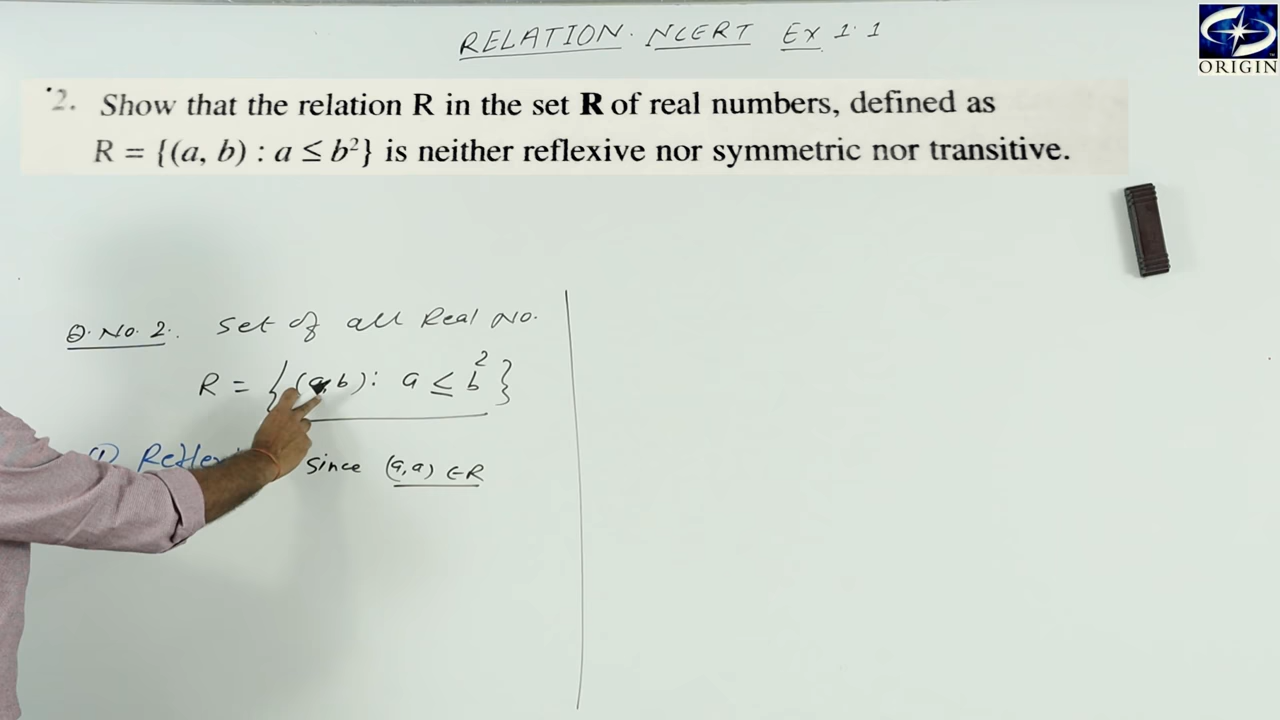 RELATION. NCERT Ex 1.1
ORIGIN
2. Show that the relation R in the set R of real numbers, defined as
R = {(a, b) : a ≤ b²} is neither reflexive nor symmetric nor transitive.
Q. No. 2. Set of all Real No.
R = {(a,b): a ≤ b²}
(1) since (a,a) ∈ R